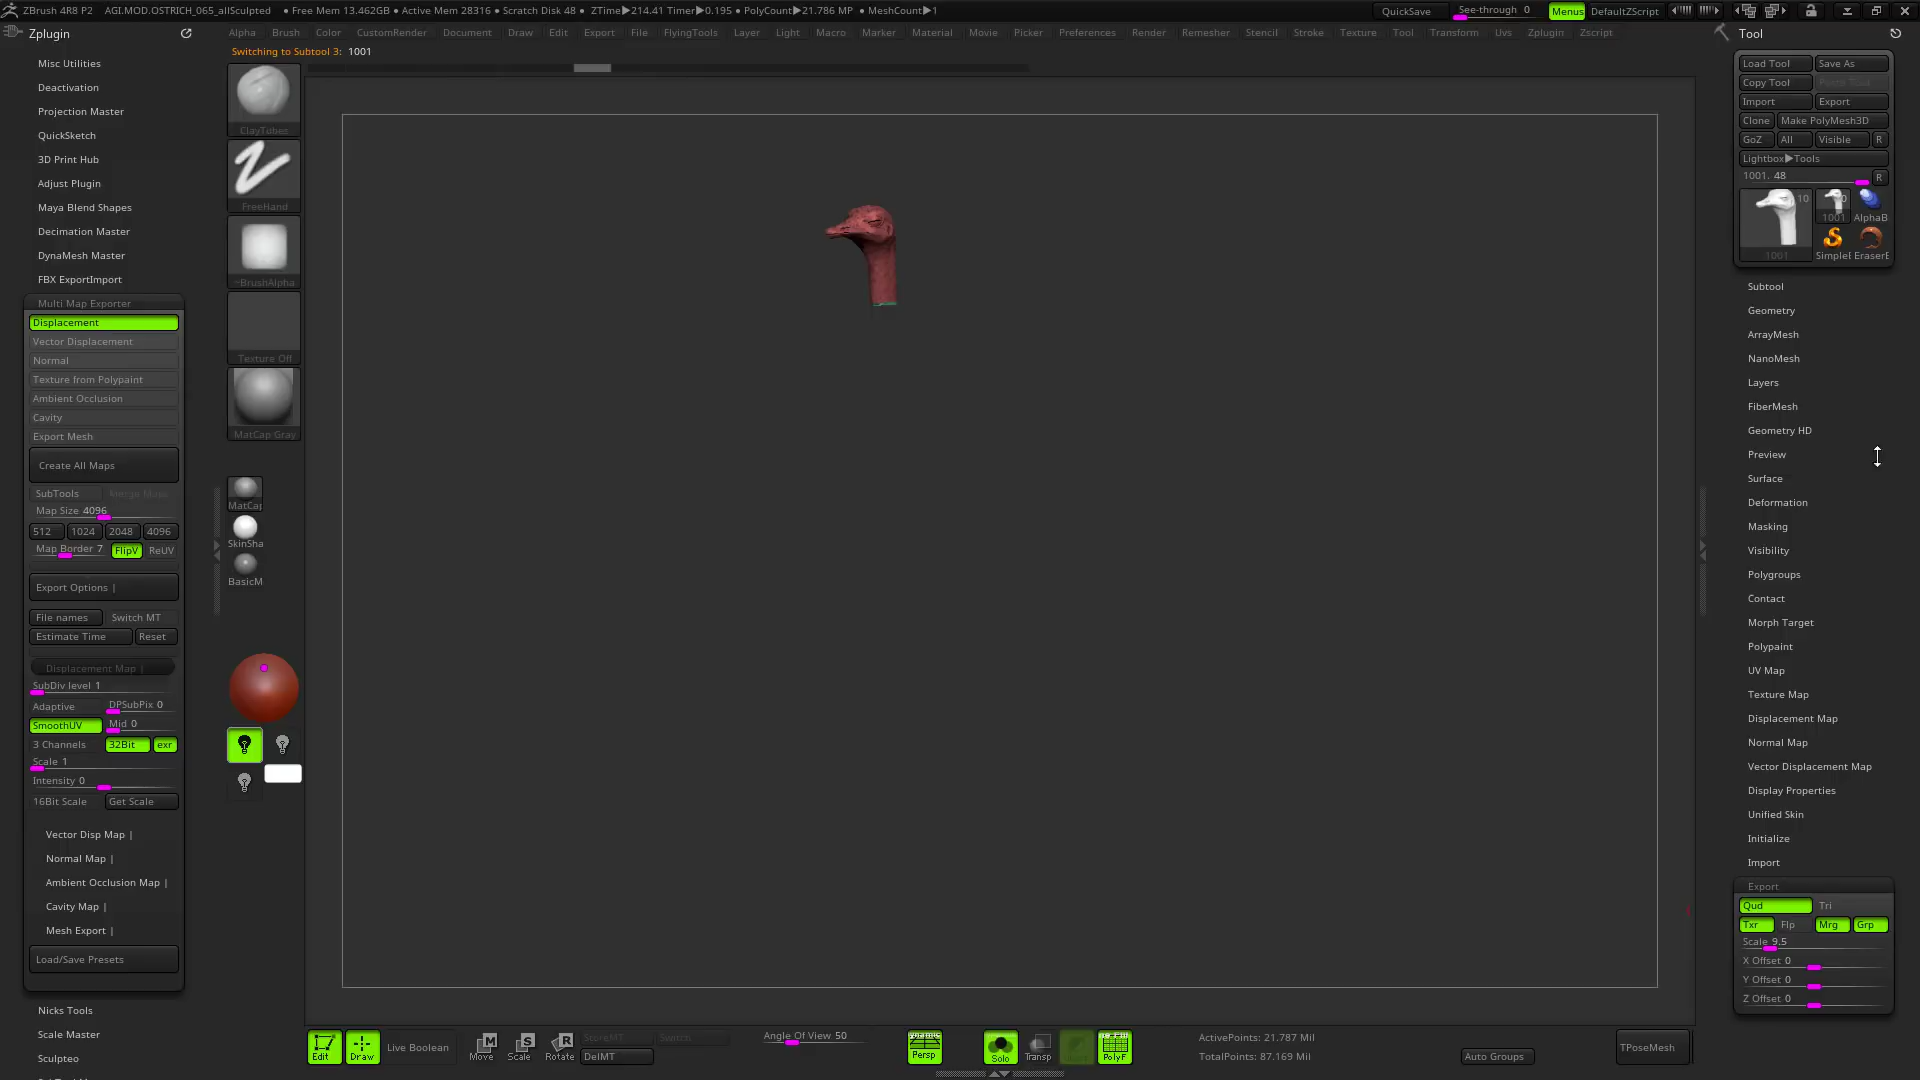 ZBrush 4R8 P2 AGI.MOD.OSTRICH_065_allSculpted • Free Mem 13.462GB • Active Mem 28316 • Scratch Disk 48 • ZTime▶214.41 Timer▶0.195 • PolyCount▶21.786 MP • MeshCount▶1 QuickSave See-through 0 Menus DefaultZScript
Zplugin
Alpha Brush Color CustomRender Document Draw Edit Export File FlyingTools Layer Light Macro Marker Material Movie Picker Preferences Render Remesher Stencil Stroke Texture Tool Transform Uvs Zplugin Zscript
Switching to Subtool 3: 1001
Misc Utilities
Deactivation
Projection Master
QuickSketch
3D Print Hub
Adjust Plugin
Maya Blend Shapes
Decimation Master
DynaMesh Master
FBX ExportImport
Multi Map Exporter
Displacement
Vector Displacement
Normal
Texture from Polypaint
Ambient Occlusion
Cavity
Export Mesh
Create All Maps
SubTools Merge Maps
Map Size 4096
512 1024 2048 4096
Map Border 7 FlipV ReUV
Export Options |
File names Switch MT
Estimate Time Reset
Displacement Map |
SubDiv level 1
Adaptive DPSubPix 0
SmoothUV Mid 0
3 Channels 32Bit exr
Scale 1
Intensity 0
16Bit Scale Get Scale
Vector Disp Map |
Normal Map |
Ambient Occlusion Map |
Cavity Map |
Mesh Export |
Load/Save Presets
Nicks Tools
Scale Master
Sculpteo
ClayTubes
FreeHand
~BrushAlpha
Texture Off
MatCap Gray
MatCap
SkinSha
BasicM
Edit Draw Live Boolean Move Scale Rotate
StoreMT Switch
DelMT
Angle Of View 50
Dynamic
Persp
Solo Transp
PolyF
ActivePoints: 21.787 Mil
TotalPoints: 87.169 Mil
Auto Groups
TPoseMesh
Tool
Load Tool Save As
Copy Tool Paste Tool
Import Export
Clone Make PolyMesh3D
GoZ All Visible R
Lightbox▶Tools
1001. 48 R
10
1001 AlphaB
1001 SimpleE EraserE
Subtool
Geometry
ArrayMesh
NanoMesh
Layers
FiberMesh
Geometry HD
Preview
Surface
Deformation
Masking
Visibility
Polygroups
Contact
Morph Target
Polypaint
UV Map
Texture Map
Displacement Map
Normal Map
Vector Displacement Map
Display Properties
Unified Skin
Initialize
Import
Export
Qud Tri
Txr Flp Mrg Grp
Scale 9.5
X Offset 0
Y Offset 0
Z Offset 0